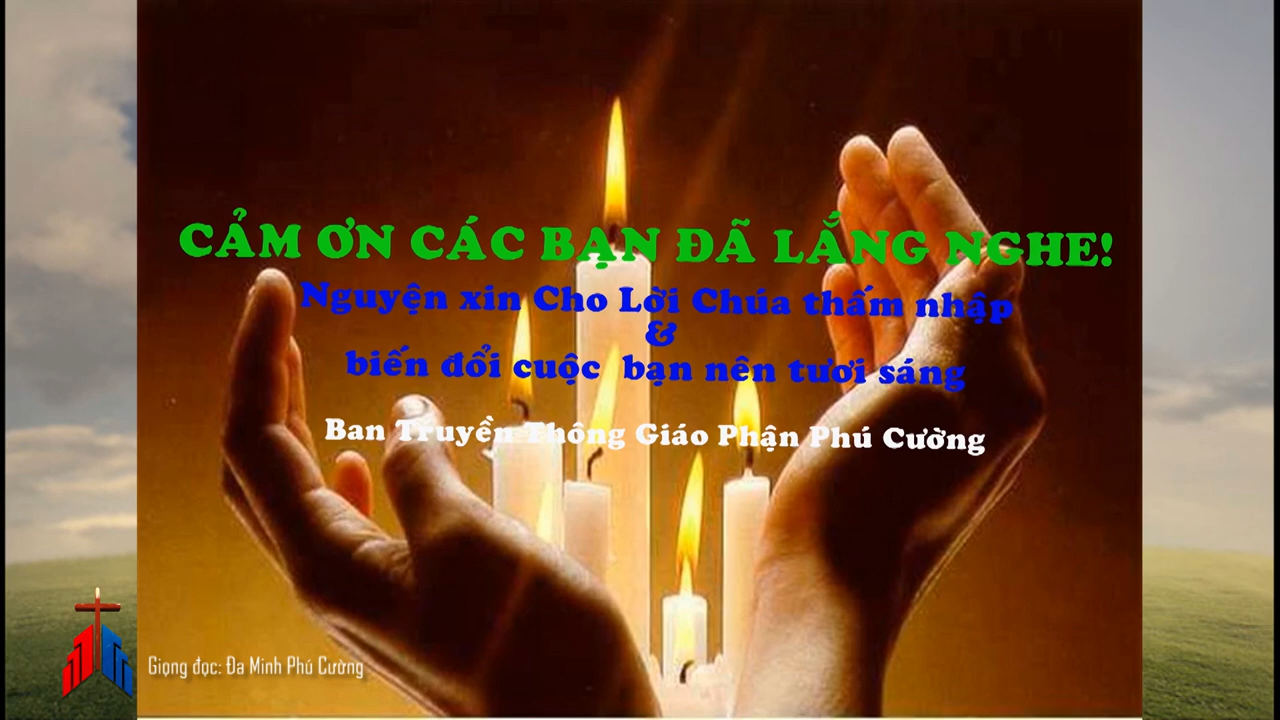 CẢM ƠN CÁC BẠN ĐÃ LẮNG NGHE!
Nguyện xin Cho Lời Chúa thấm nhập
&
biến đổi cuộc bạn nên tươi sáng
Ban Truyền Thông Giáo Phận Phú Cường
Giọng đọc: Đa Minh Phú Cường